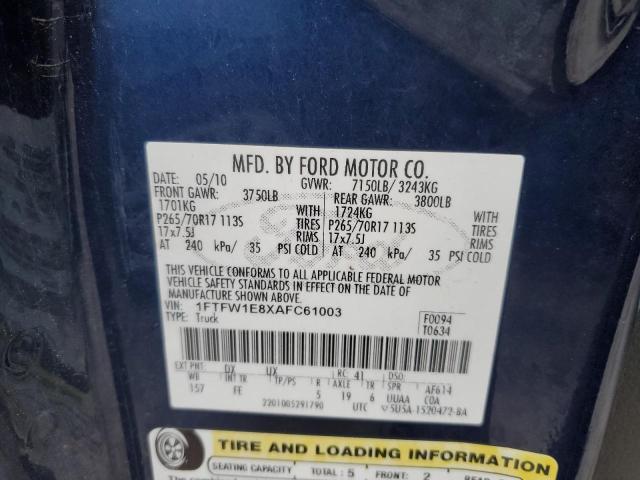 MFD. BY FORD MOTOR CO.
DATE: 05/10 GVWR: 7150LB/ 3243KG
FRONT GAWR: 3750LB REAR GAWR: 3800LB
1701KG WITH 1724KG WITH
P265/70R17 113S TIRES P265/70R17 113S TIRES
17x7.5J RIMS 17x7.5J RIMS
AT 240 kPa/ 35 PSI COLD AT 240 kPa/ 35 PSI COLD
THIS VEHICLE CONFORMS TO ALL APPLICABLE FEDERAL MOTOR
VEHICLE SAFETY STANDARDS IN EFFECT ON THE DATE OF
MANUFACTURE SHOWN ABOVE.
VIN: 1FTFW1E8XAFC61003
TYPE: Truck
F0094
T0634
EXT PNT: DX UX RC: 41 DSO:
WB INT TR TP/PS R AXLE TR SPR AF614
157 FE 5 19 6 UUAA COA
2201005291790 UTC 5U5A-1520472-BA
TIRE AND LOADING INFORMATION
SEATING CAPACITY TOTAL: 5 FRONT: 2